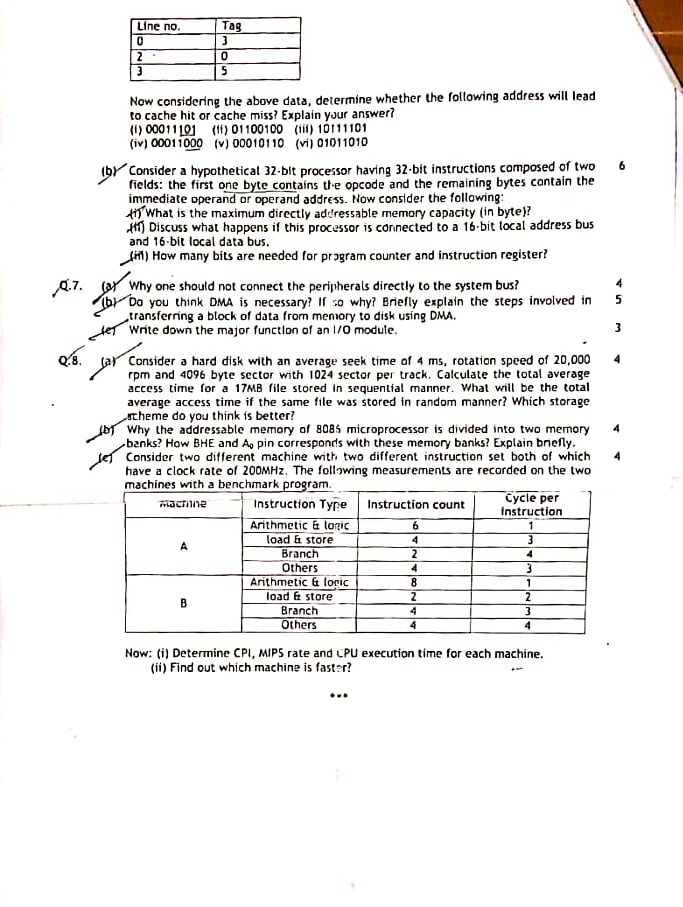 Line no. Tag
0 3
2 0
3 5
Now considering the above data, determine whether the following address will lead
to cache hit or cache miss? Explain your answer?
(i) 00011101 (ii) 01100100 (iii) 10111101
(iv) 00011000 (v) 00010110 (vi) 01011010
(b) Consider a hypothetical 32-bit processor having 32-bit instructions composed of two 6
fields: the first one byte contains the opcode and the remaining bytes contain the
immediate operand or operand address. Now consider the following:
(i) What is the maximum directly addressable memory capacity (in byte)?
(ii) Discuss what happens if this processor is connected to a 16-bit local address bus
and 16-bit local data bus.
(iii) How many bits are needed for program counter and instruction register?
Q.7. (a) Why one should not connect the peripherals directly to the system bus? 4
(b) Do you think DMA is necessary? If so why? Briefly explain the steps involved in 5
transferring a block of data from memory to disk using DMA.
(c) Write down the major function of an I/O module. 3
Q.8. (a) Consider a hard disk with an average seek time of 4 ms, rotation speed of 20,000 4
rpm and 4096 byte sector with 1024 sector per track. Calculate the total average
access time for a 17MB file stored in sequential manner. What will be the total
average access time if the same file was stored in random manner? Which storage
scheme do you think is better?
(b) Why the addressable memory of 8086 microprocessor is divided into two memory 4
banks? How BHE and A0 pin corresponds with these memory banks? Explain briefly.
(c) Consider two different machine with two different instruction set both of which 4
have a clock rate of 200MHz. The following measurements are recorded on the two
machines with a benchmark program.
machine Instruction Type Instruction count Cycle per
instruction
Arithmetic & logic 6 1
load & store 4 3
A
Branch 2 4
Others 4 3
Arithmetic & logic 8 1
load & store 2 2
B
Branch 4 3
Others 4 4
Now: (i) Determine CPI, MIPS rate and CPU execution time for each machine.
(ii) Find out which machine is faster?
•••